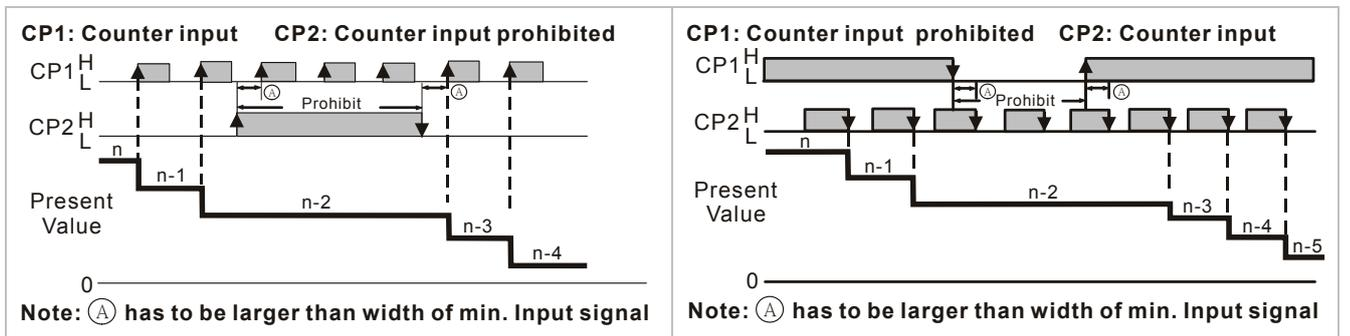 CP1: Counter input CP2: Counter input prohibited
CP1 H
L
A A
Prohibit
CP2 H
L
n
n-1
n-2
n-3
n-4
Present
Value
0
Note: Ⓐ has to be larger than width of min. Input signal
CP1: Counter input prohibited CP2: Counter input
CP1 H
L
A A
Prohibit
CP2 H
L
n
n-1
n-2
n-3
n-4
n-5
Present
Value
0
Note: Ⓐ has to be larger than width of min. Input signal